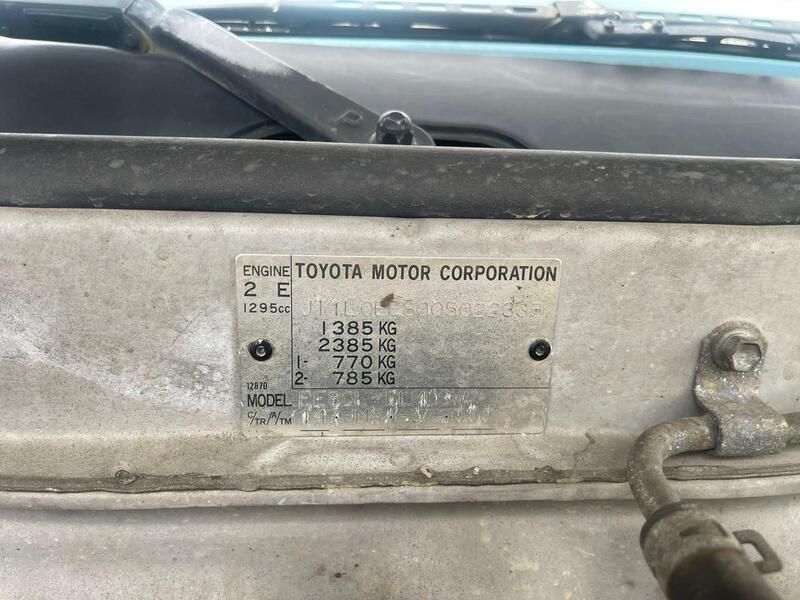 ENGINE
2 E
1295cc
TOYOTA MOTOR CORPORATION
1385 KG
2385 KG
1- 770 KG
2- 785 KG
12870
MODEL
C/TR/A/TM
P